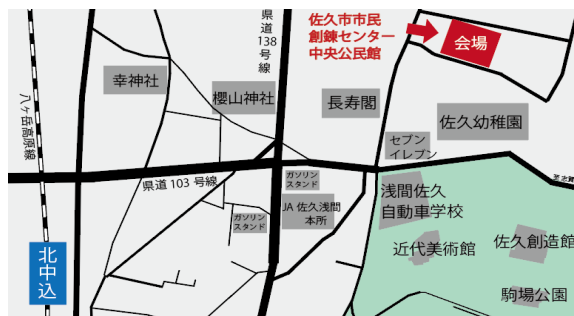 県道
138
号線
佐久市市民
創錬センター
中央公民館
会場
幸神社
櫻山神社
長寿閣
佐久幼稚園
八ヶ岳高原線
セブン
イレブン
県道 103 号線
ガソリン
スタンド
浅間佐久
自動車学校
JA 佐久浅間
本所
ガソリン
スタンド
北中込
近代美術館
佐久創造館
駒場公園